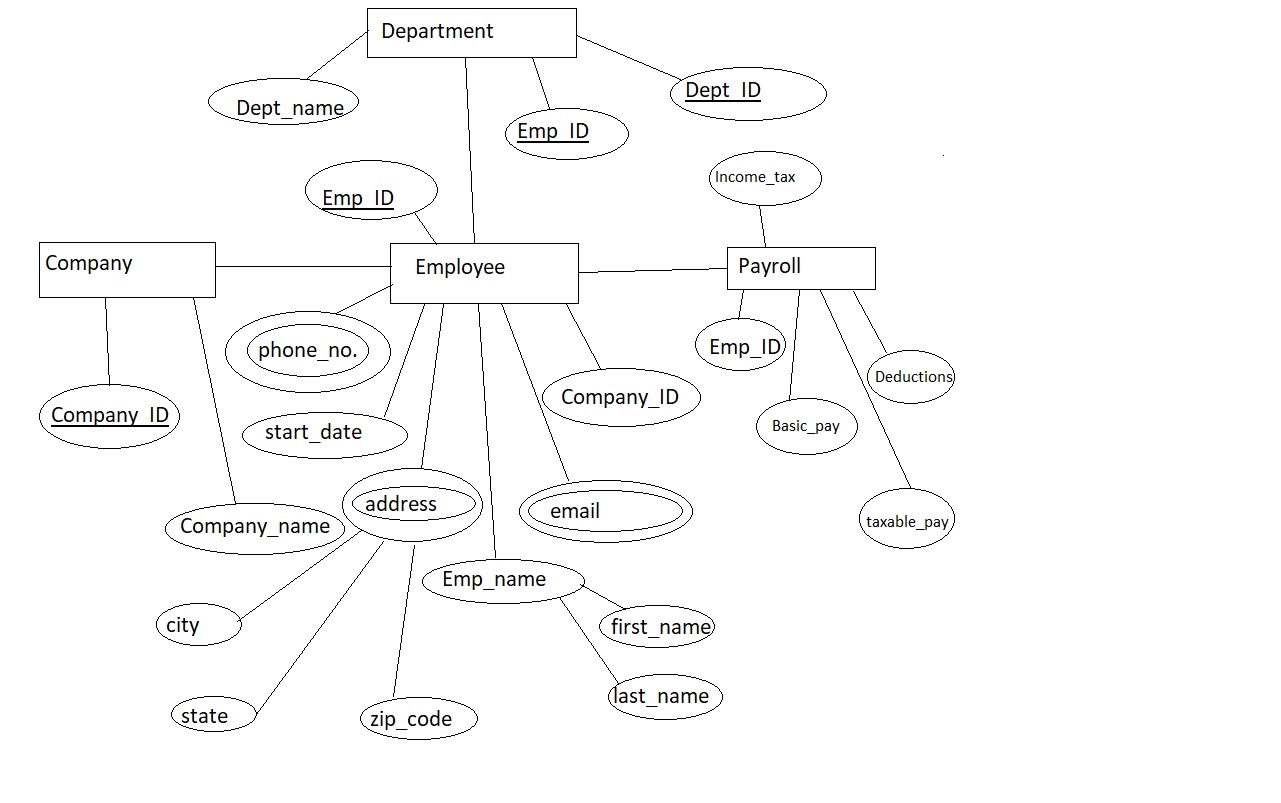 Department
Dept_name
Dept_ID
Emp_ID
Income_tax
Emp_ID
Company
Employee
Payroll
phone_no.
Emp_ID
Deductions
Company_ID
Company_ID
start_date
Basic_pay
address
email
Company_name
taxable_pay
Emp_name
city
first_name
state
zip_code
last_name